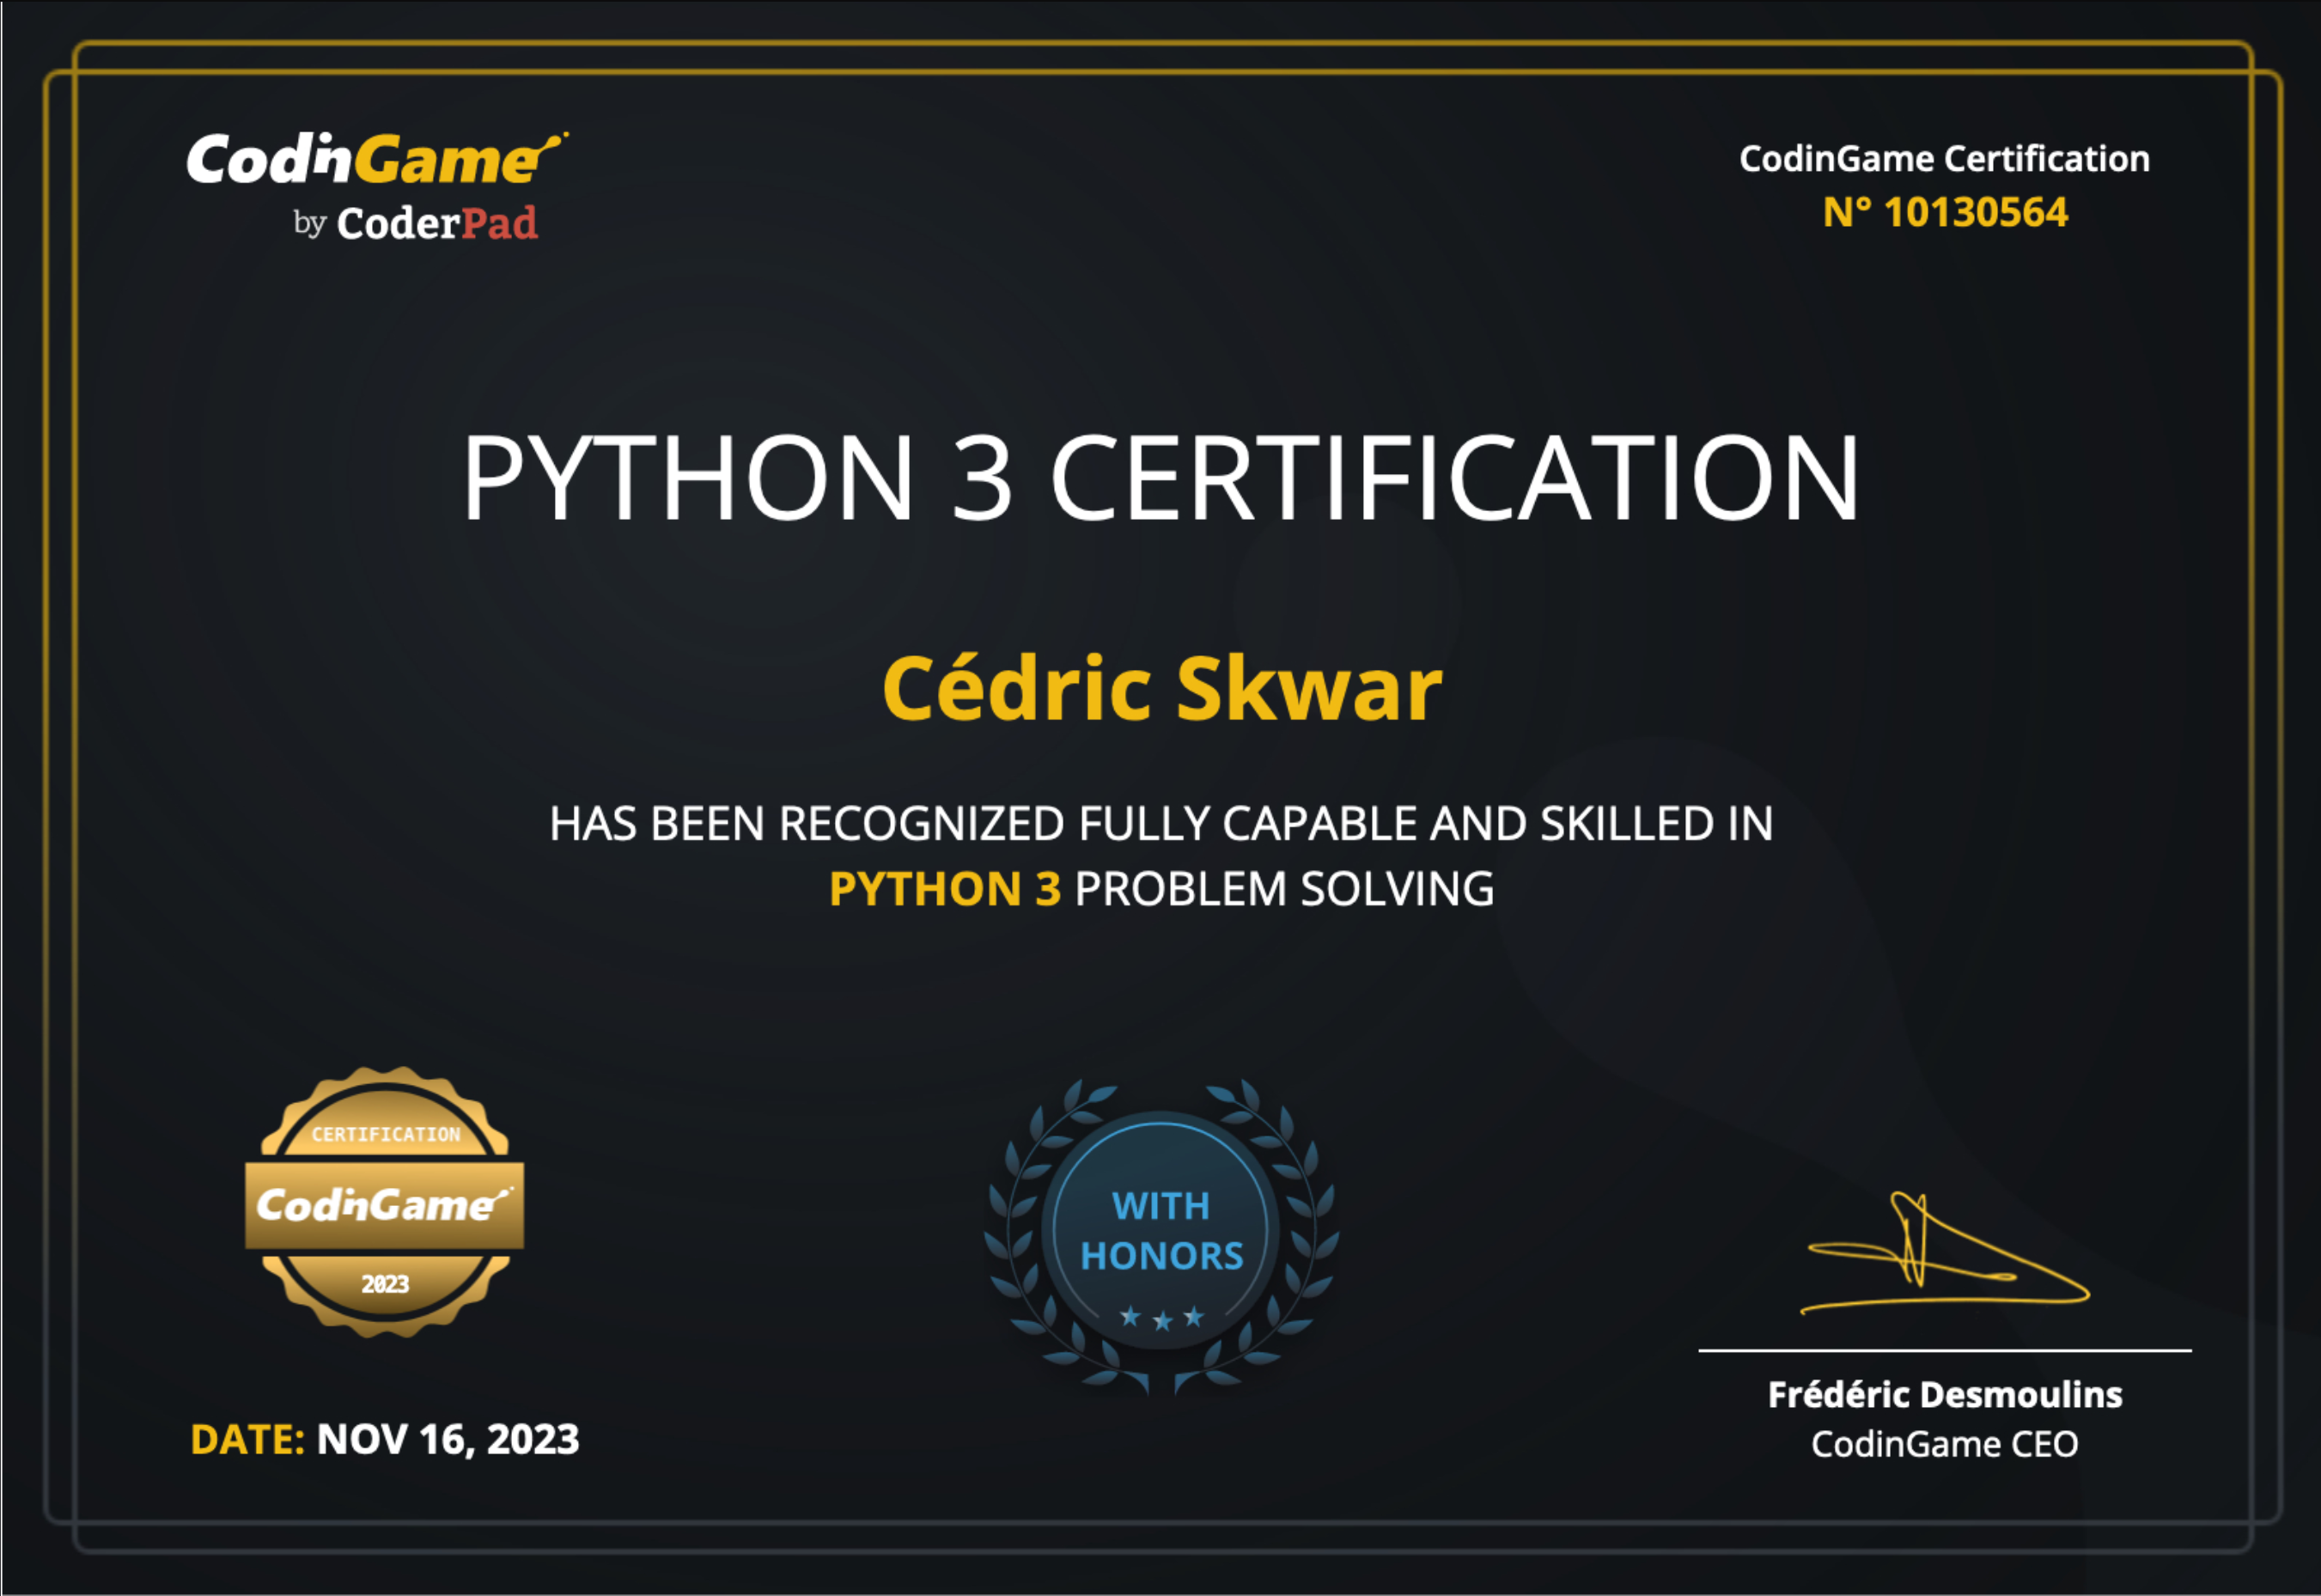 CodinGame
by CoderPad
CodinGame Certification
N° 10130564
PYTHON 3 CERTIFICATION
Cédric Skwar
HAS BEEN RECOGNIZED FULLY CAPABLE AND SKILLED IN
PYTHON 3 PROBLEM SOLVING
CERTIFICATION
CodinGame
2023
DATE: NOV 16, 2023
WITH
HONORS
Frédéric Desmoulins
CodinGame CEO